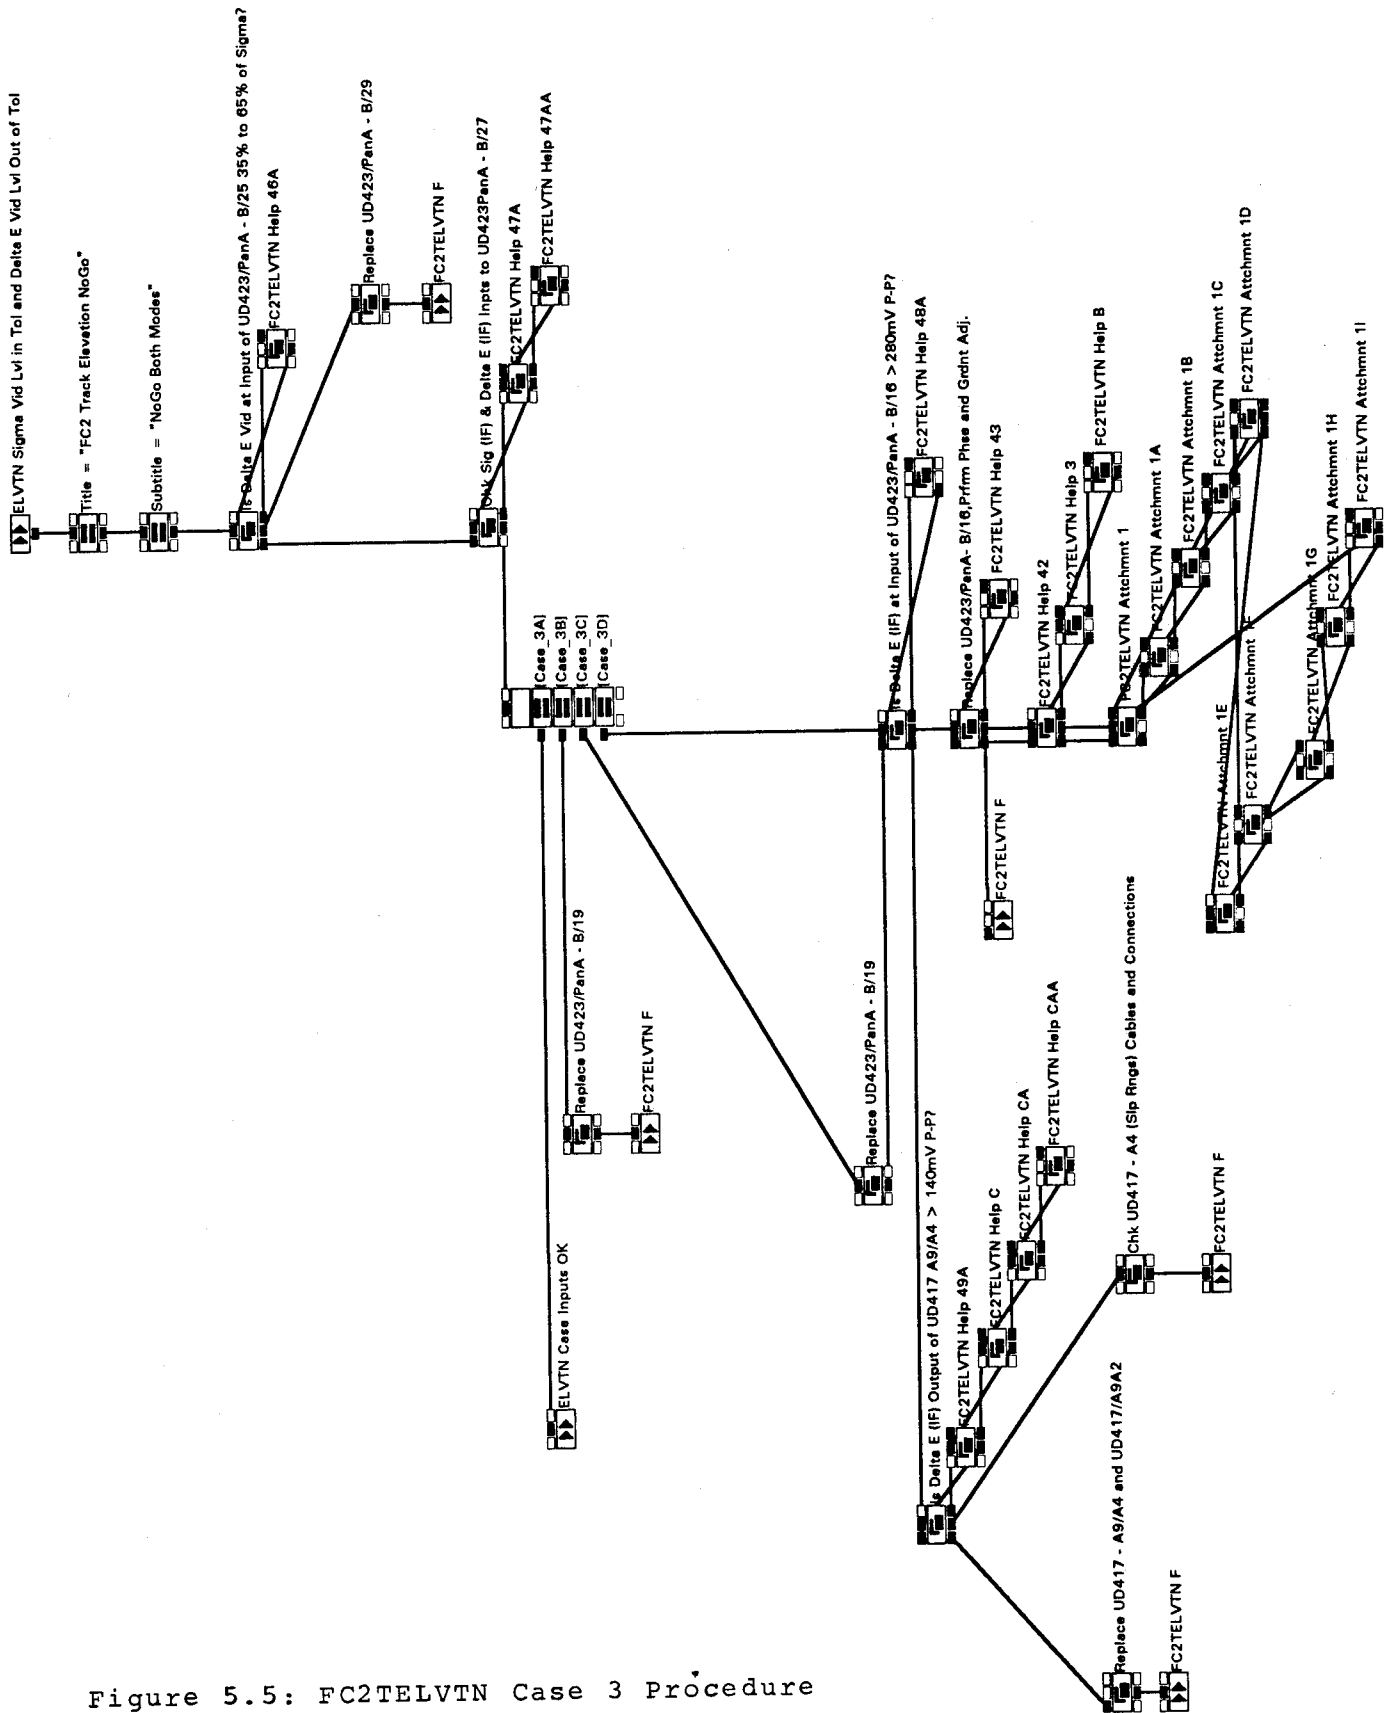 ELVTN Sigma Vid Lvl in Tol and Delta E Vid Lvl Out of Tol
Title = "FC2 Track Elevation NoGo"
Subtitle = "NoGo Both Modes"
Is Delta E Vid at Input of UD423/PanA - B/25 35% to 65% of Sigma?
FC2TELVTN Help 46A
Replace UD423/PanA - B/29
FC2TELVTN F
Chk Sig (IF) & Delta E (IF) Inpts to UD423PanA - B/27
FC2TELVTN Help 47A
FC2TELVTN Help 47AA
[Case_3A]
[Case_3B]
[Case_3C]
[Case_3D]
ELVTN Case Inputs OK
Replace UD423/PanA - B/19
FC2TELVTN F
Replace UD423/PanA - B/19
Is Delta E (IF) at Input of UD423/PanA - B/16 >280mV P-P?
FC2TELVTN Help 48A
Replace UD423/PanA- B/16,Prfrm Phse and Grdnt Adj.
FC2TELVTN Help 43
FC2TELVTN F
FC2TELVTN Help 42
FC2TELVTN Help 3
FC2TELVTN Help B
FC2TELVTN Attchmnt 1
FC2TELVTN Attchmnt 1A
FC2TELVTN Attchmnt 1B
FC2TELVTN Attchmnt 1C
FC2TELVTN Attchmnt 1D
FC2TELVTN Attchmnt 1E
FC2TELVTN Attchmnt
FC2TELVTN Attchmnt 1G
FC2TELVTN Attchmnt 1H
FC2TELVTN Attchmnt 1I
Is Delta E (IF) Output of UD417 A9/A4 > 140mV P-P?
FC2TELVTN Help 49A
FC2TELVTN Help C
FC2TELVTN Help CA
FC2TELVTN Help CAA
Chk UD417 - A4 (Slp Rngs) Cables and Connections
FC2TELVTN F
Replace UD417 - A9/A4 and UD417/A9A2
FC2TELVTN F
Figure 5.5: FC2TELVTN Case 3 Procedure